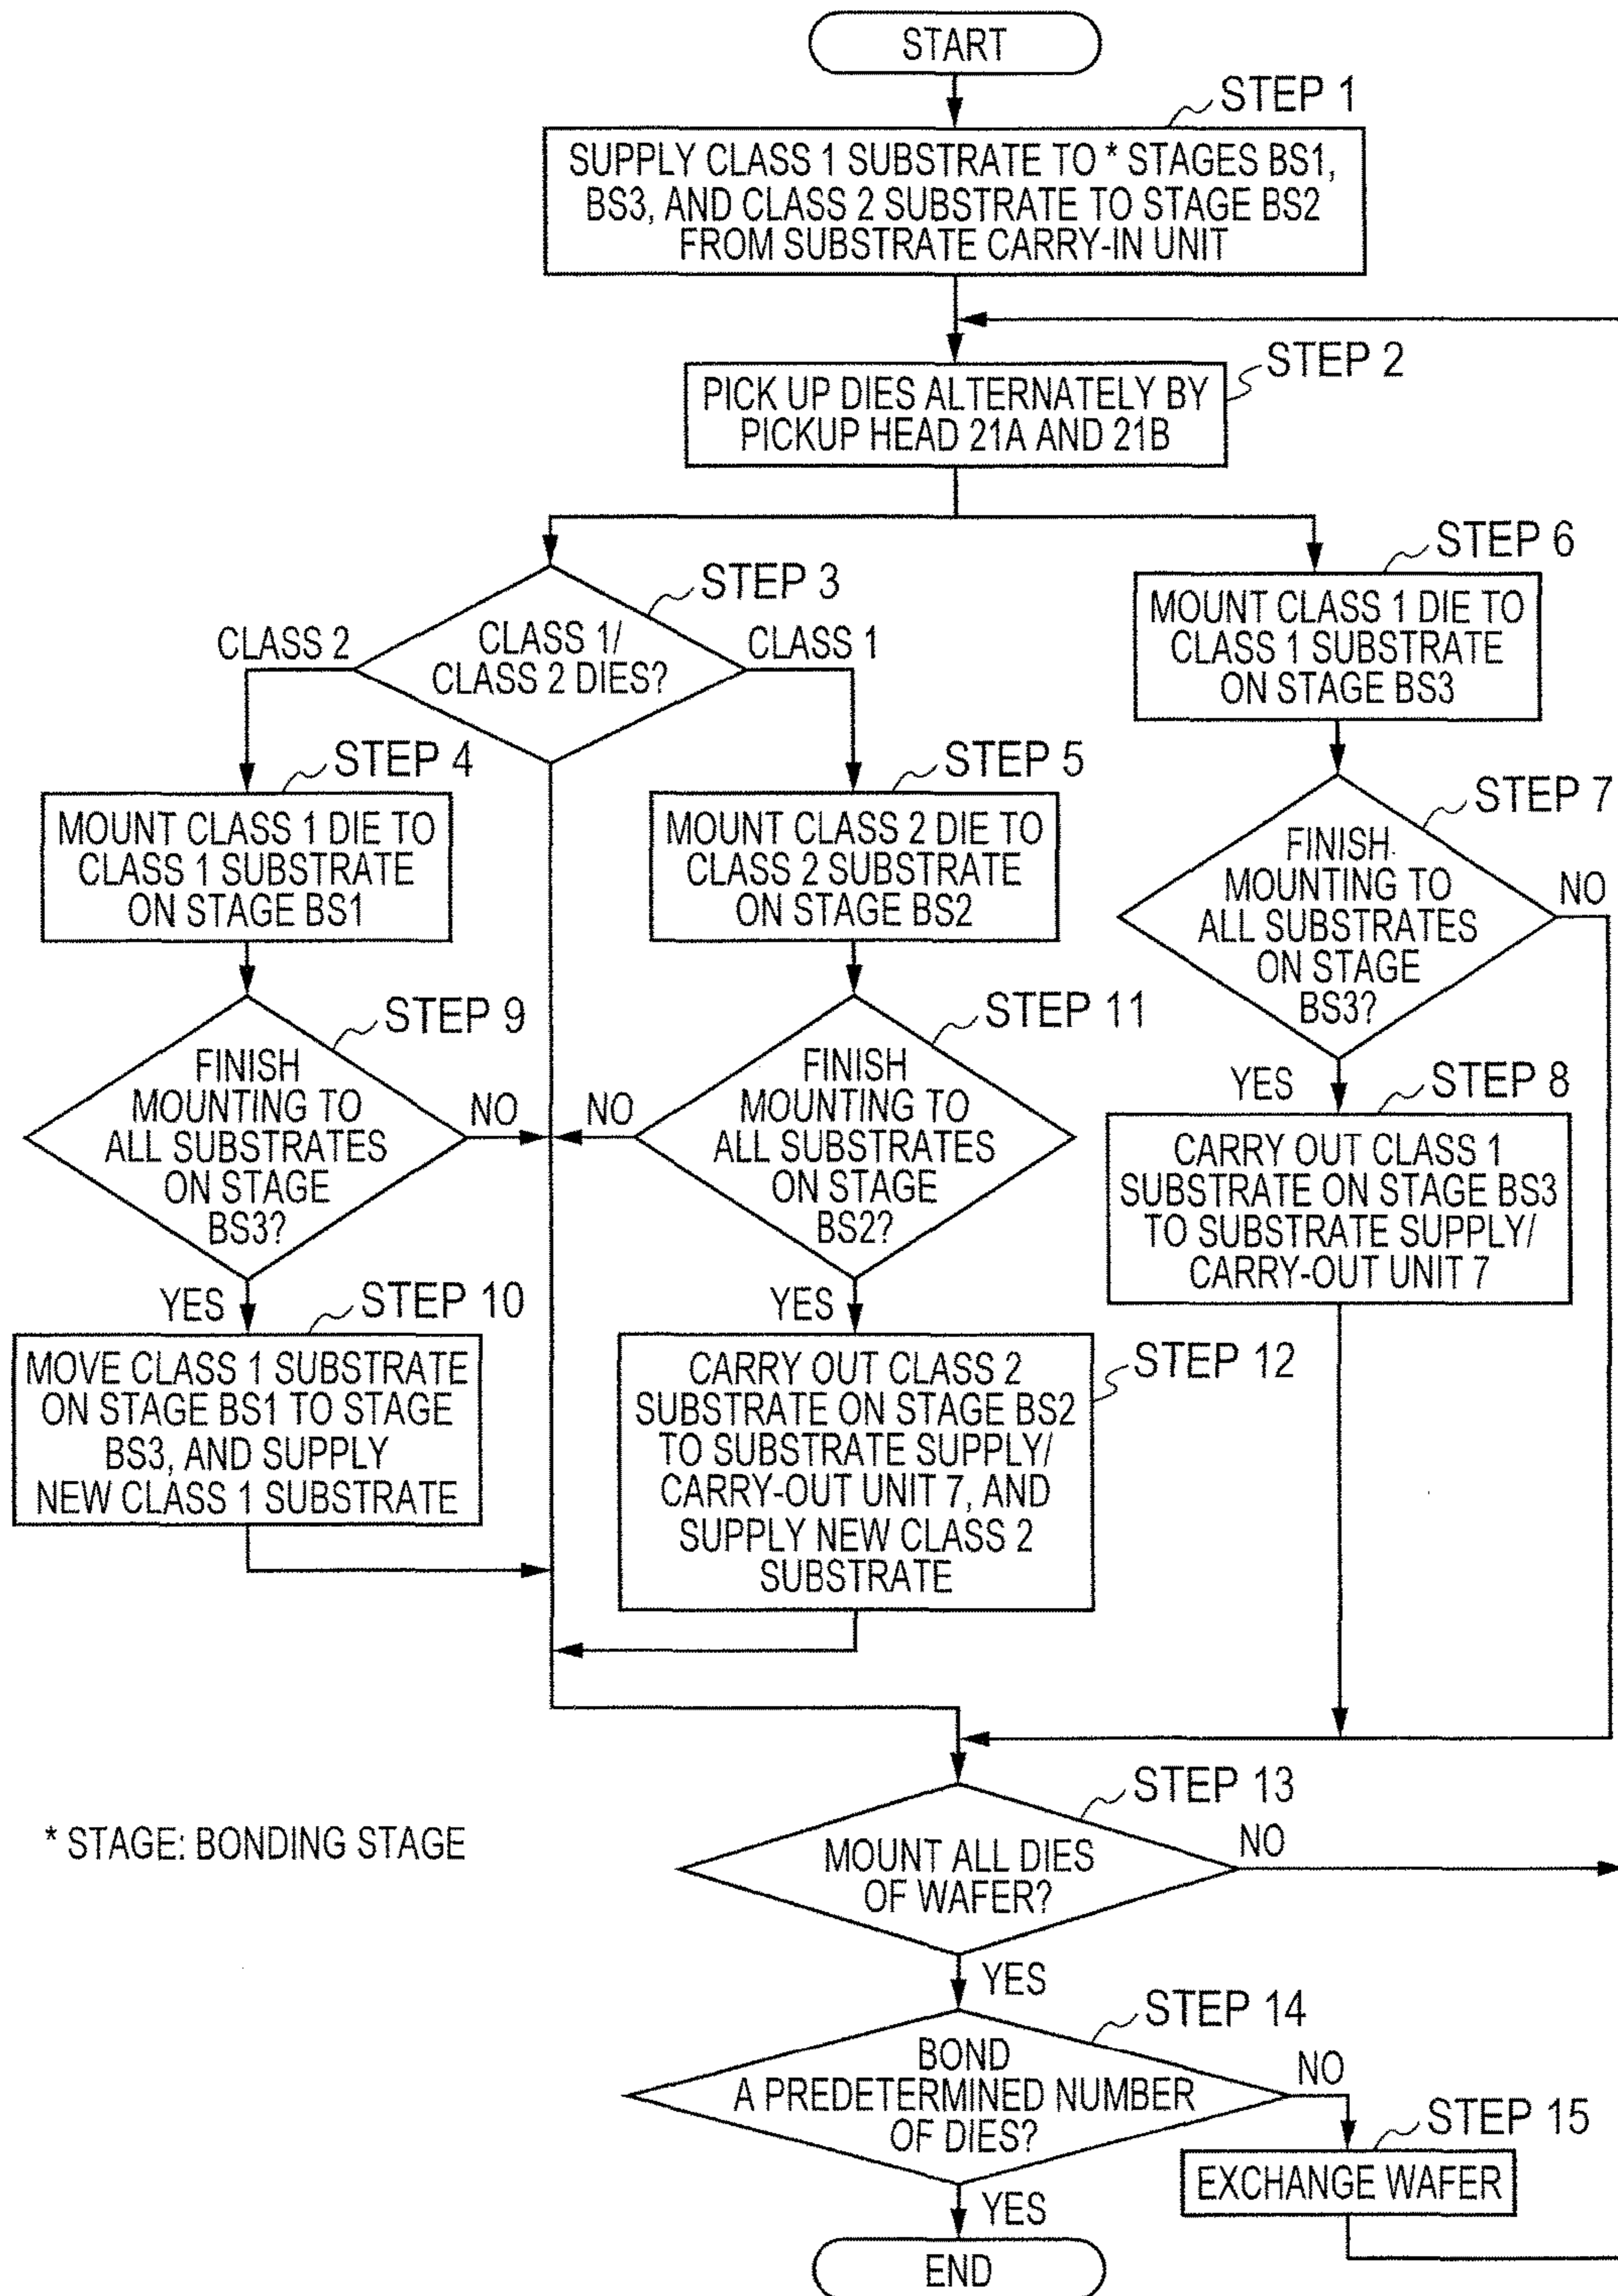 START
STEP 1
SUPPLY CLASS 1 SUBSTRATE TO * STAGES BS1,
BS3, AND CLASS 2 SUBSTRATE TO STAGE BS2
FROM SUBSTRATE CARRY-IN UNIT
STEP 2
PICK UP DIES ALTERNATELY BY
PICKUP HEAD 21A AND 21B
STEP 3
CLASS 1/
CLASS 2 DIES?
CLASS 2
CLASS 1
STEP 6
MOUNT CLASS 1 DIE TO
CLASS 1 SUBSTRATE
ON STAGE BS3
STEP 4
MOUNT CLASS 1 DIE TO
CLASS 1 SUBSTRATE
ON STAGE BS1
STEP 5
MOUNT CLASS 2 DIE TO
CLASS 2 SUBSTRATE
ON STAGE BS2
STEP 7
FINISH
MOUNTING TO
ALL SUBSTRATES
ON STAGE
BS3?
NO
YES
STEP 9
FINISH
MOUNTING TO
ALL SUBSTRATES
ON STAGE
BS3?
NO
YES
STEP 11
FINISH
MOUNTING TO
ALL SUBSTRATES
ON STAGE
BS2?
NO
YES
STEP 8
CARRY OUT CLASS 1
SUBSTRATE ON STAGE BS3
TO SUBSTRATE SUPPLY/
CARRY-OUT UNIT 7
STEP 10
MOVE CLASS 1 SUBSTRATE
ON STAGE BS1 TO STAGE
BS3, AND SUPPLY
NEW CLASS 1 SUBSTRATE
STEP 12
CARRY OUT CLASS 2
SUBSTRATE ON STAGE BS2
TO SUBSTRATE SUPPLY/
CARRY-OUT UNIT 7, AND
SUPPLY NEW CLASS 2
SUBSTRATE
STEP 13
MOUNT ALL DIES
OF WAFER?
NO
YES
* STAGE: BONDING STAGE
STEP 14
BOND
A PREDETERMINED NUMBER
OF DIES?
NO
YES
STEP 15
EXCHANGE WAFER
END